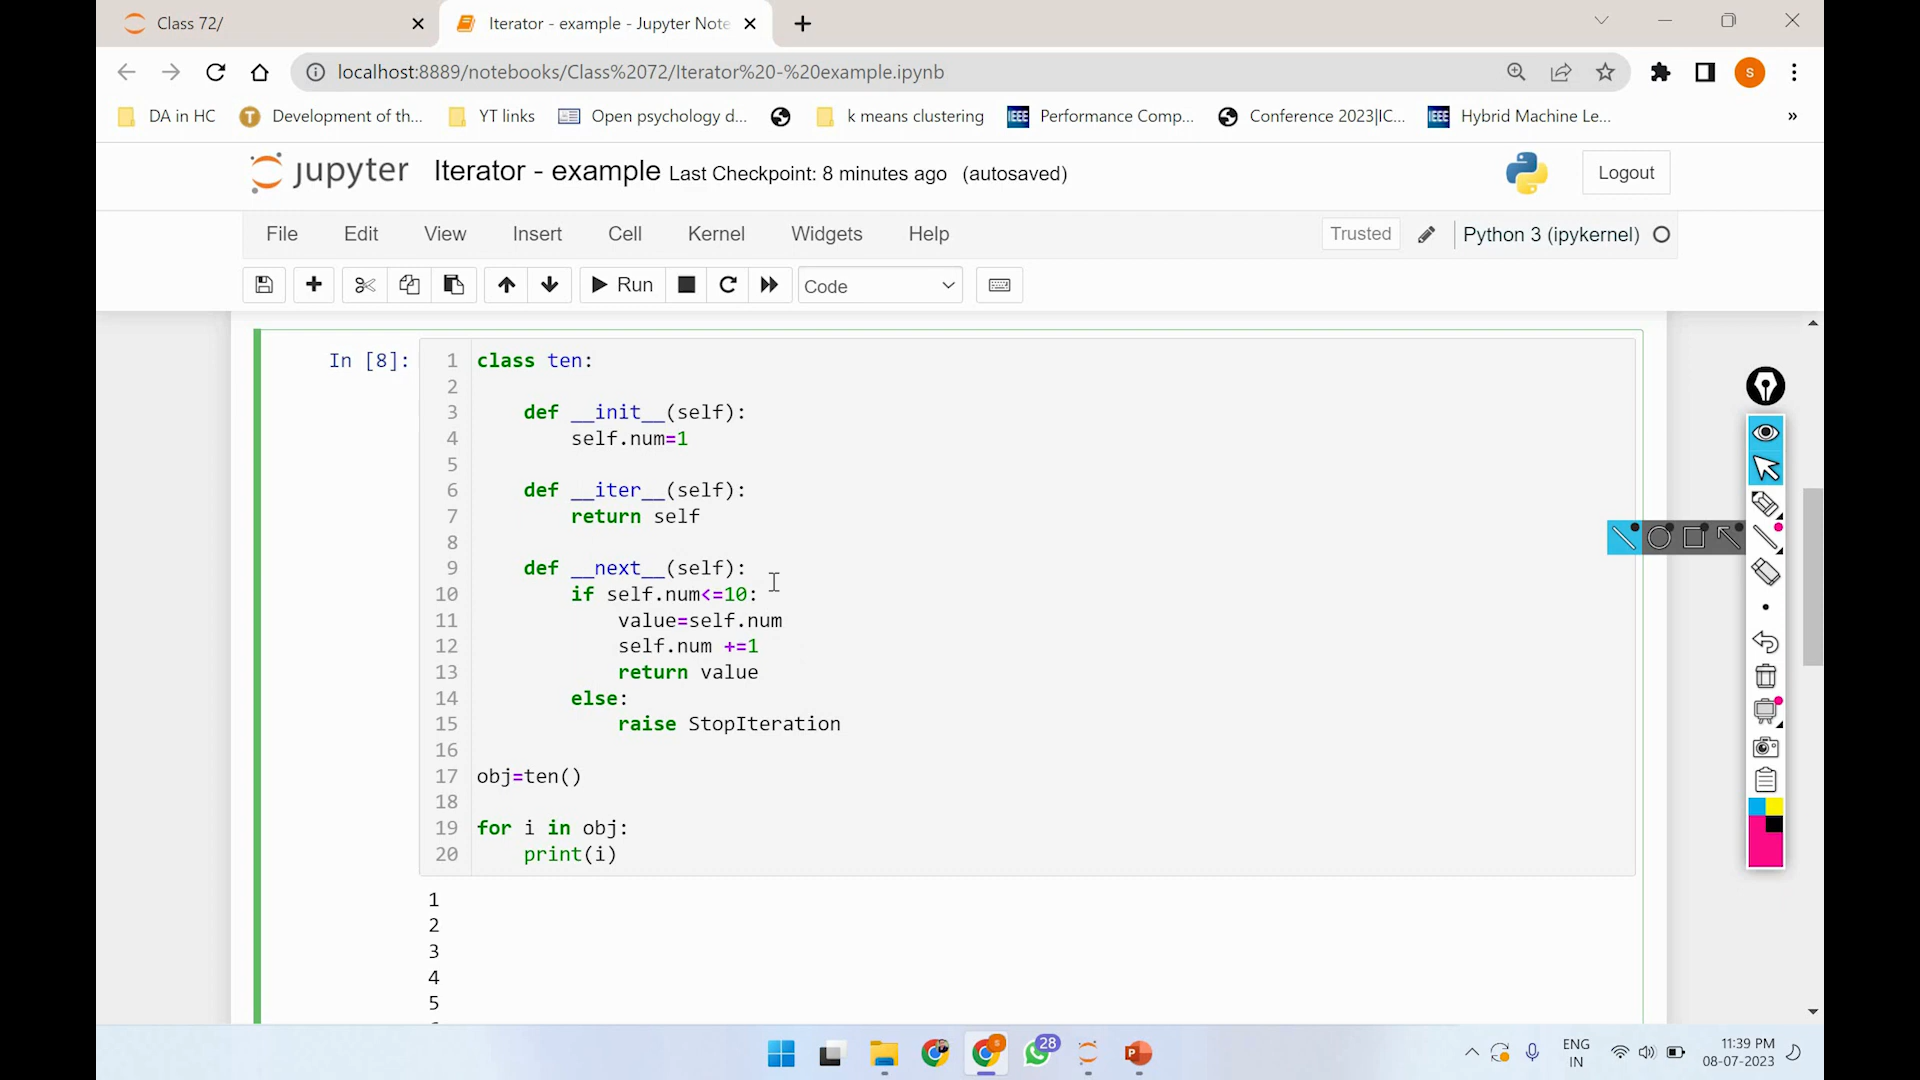 Class 72/
Iterator - example - Jupyter Note
localhost:8889/notebooks/Class%2072/Iterator%20-%20example.ipynb
S
DA in HC
T Development of th...
YT links
Open psychology d...
k means clustering
IEEE Performance Comp...
Conference 2023|IC...
IEEE Hybrid Machine Le...
»
jupyter Iterator - example Last Checkpoint: 8 minutes ago (autosaved)
Logout
File Edit View Insert Cell Kernel Widgets Help
Trusted
Python 3 (ipykernel)
Run
Code
In [8]:
1 class ten:
2
3     def __init__(self):
4         self.num=1
5
6     def __iter__(self):
7         return self
8
9     def __next__(self):
10         if self.num<=10:
11             value=self.num
12             self.num +=1
13             return value
14         else:
15             raise StopIteration
16
17 obj=ten()
18
19 for i in obj:
20     print(i)
1
2
3
4
5
28
S
P
ENG
IN
11:39 PM
08-07-2023